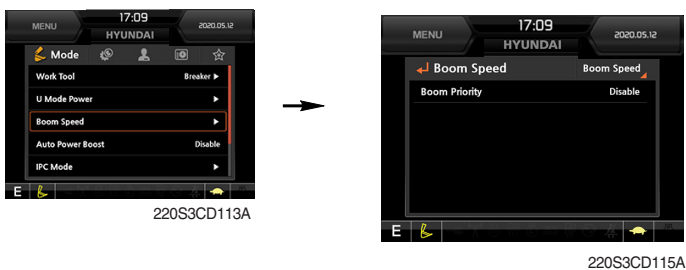 MENU 17:09 2020.05.12
HYUNDAI
Mode
Work Tool Breaker ▶
U Mode Power ▶
Boom Speed ▶
Auto Power Boost Disable
IPC Mode ▶
E
220S3CD113A
MENU 17:09 2020.05.12
HYUNDAI
Boom Speed Boom Speed
Boom Priority Disable
E
220S3CD115A